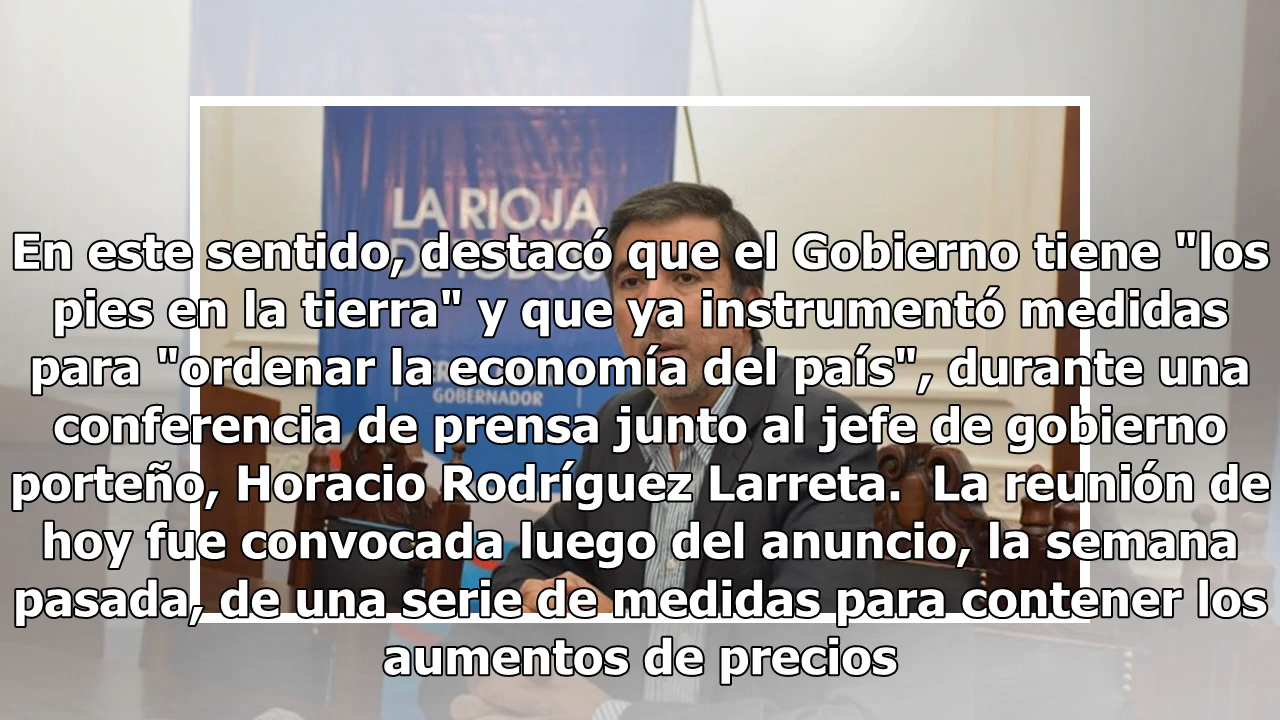 LA RIOJA
En este sentido, destacó que el Gobierno tiene "los
pies en la tierra" y que ya instrumentó medidas
para "ordenar la economía del país", durante una
GOBERNADOR
conferencia de prensa junto al jefe de gobierno
porteño, Horacio Rodríguez Larreta.  La reunión de
hoy fue convocada luego del anuncio, la semana
pasada, de una serie de medidas para contener los
aumentos de precios